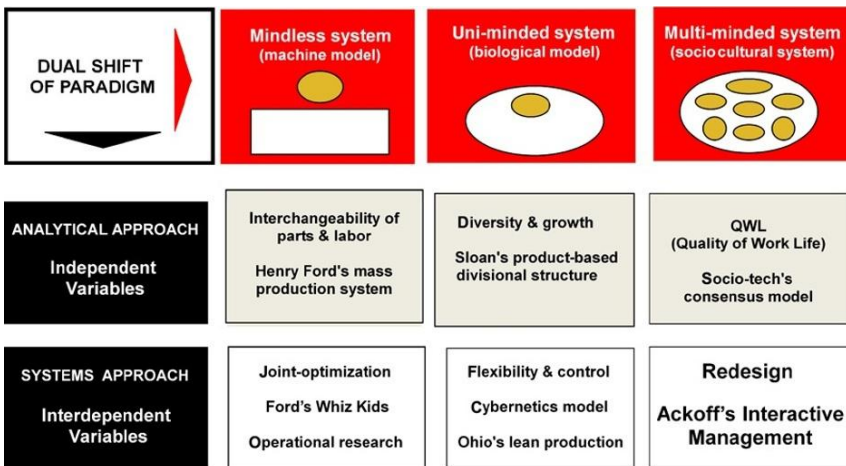 DUAL SHIFT
OF PARADIGM
Mindless system
(machine model)
Uni-minded system
(biological model)
Multi-minded system
(sociocultural system)
ANALYTICAL APPROACH
Independent
Variables
Interchangeability of
parts & labor
Henry Ford's mass
production system
Diversity & growth
Sloan's product-based
divisional structure
QWL
(Quality of Work Life)
Socio-tech's
consensus model
SYSTEMS APPROACH
Interdependent
Variables
Joint-optimization
Ford's Whiz Kids
Operational research
Flexibility & control
Cybernetics model
Ohio's lean production
Redesign
Ackoff's Interactive
Management